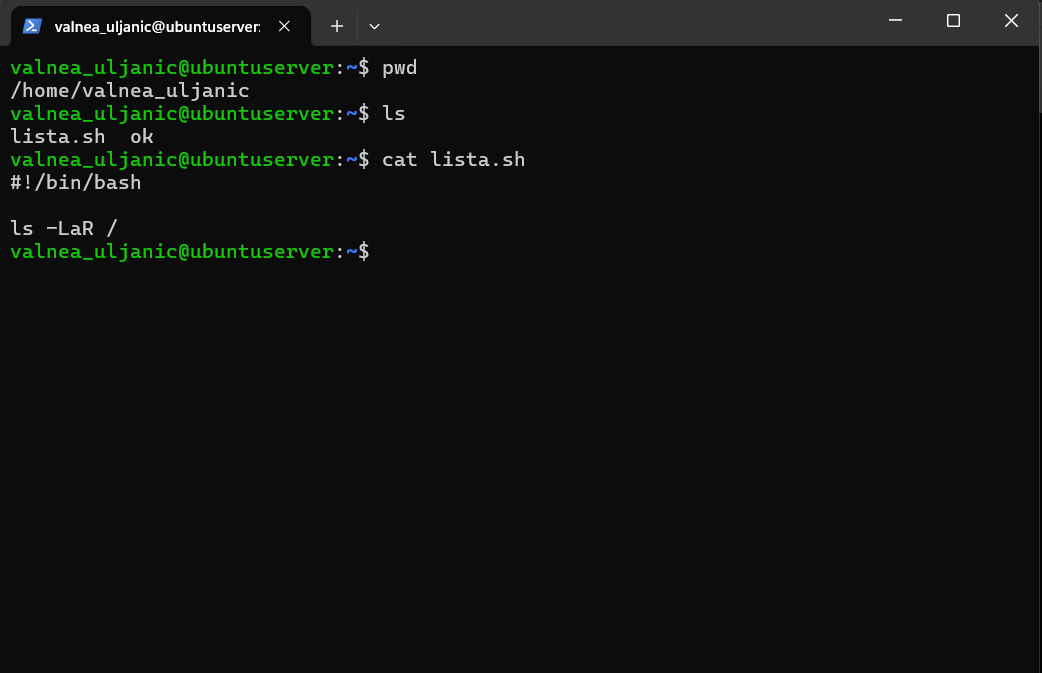 valnea_uljanic@ubuntuserver:
valnea_uljanic@ubuntuserver:~$ pwd
/home/valnea_uljanic
valnea_uljanic@ubuntuserver:~$ ls
lista.sh  ok
valnea_uljanic@ubuntuserver:~$ cat lista.sh
#!/bin/bash

ls -LaR /
valnea_uljanic@ubuntuserver:~$